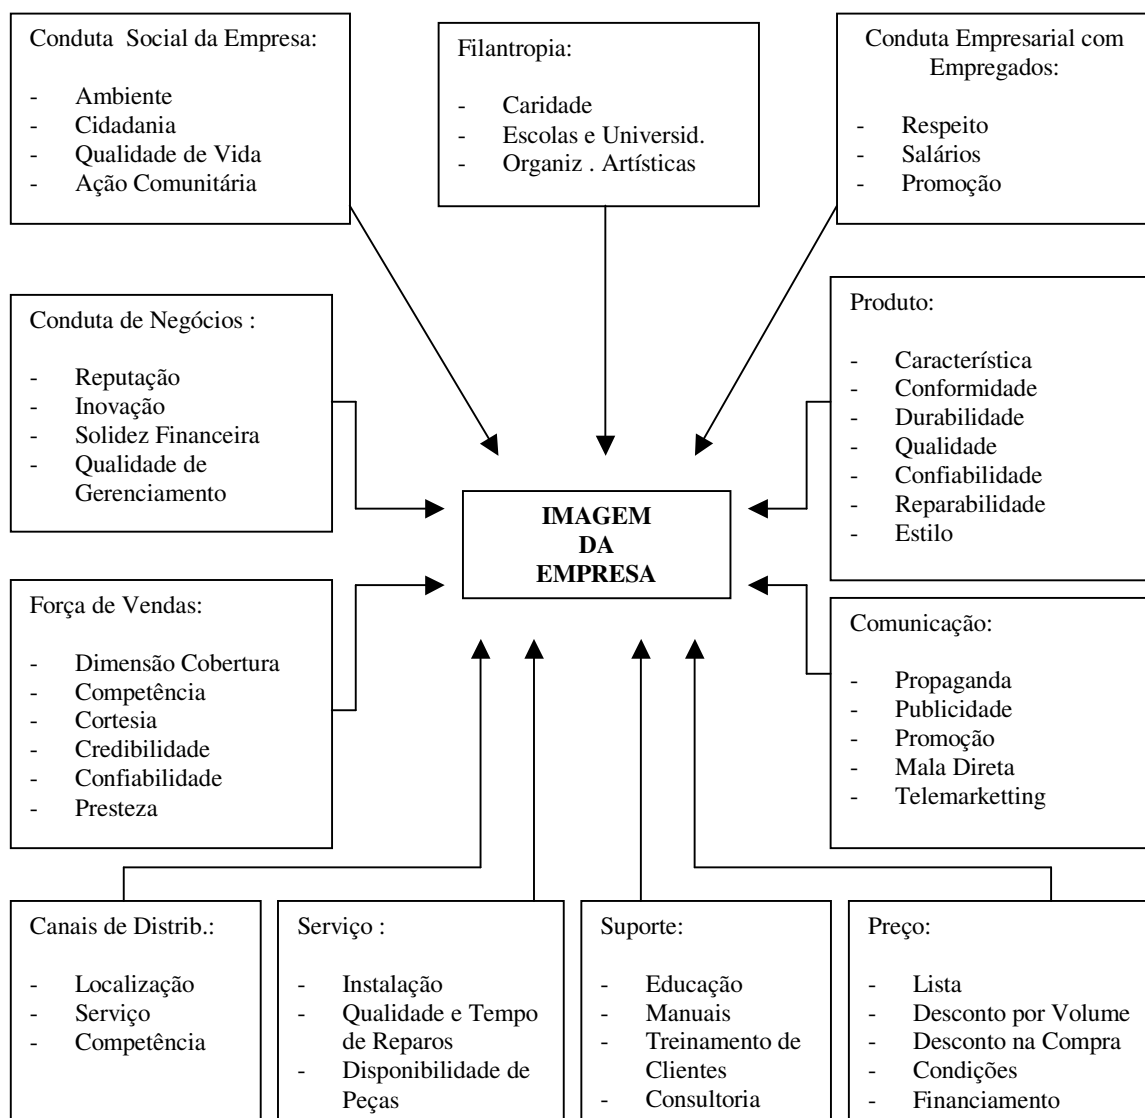 Conduta Social da Empresa:
- Ambiente
- Cidadania
- Qualidade de Vida
- Ação Comunitária
Filantropia:
- Caridade
- Escolas e Universid.
- Organiz . Artísticas
Conduta Empresarial com
Empregados:
- Respeito
- Salários
- Promoção
Conduta de Negócios :
- Reputação
- Inovação
- Solidez Financeira
- Qualidade de
Gerenciamento
Produto:
- Característica
- Conformidade
- Durabilidade
- Qualidade
- Confiabilidade
- Reparabilidade
- Estilo
IMAGEM
DA
EMPRESA
Força de Vendas:
- Dimensão Cobertura
- Competência
- Cortesia
- Credibilidade
- Confiabilidade
- Presteza
Comunicação:
- Propaganda
- Publicidade
- Promoção
- Mala Direta
- Telemarketting
Canais de Distrib.:
- Localização
- Serviço
- Competência
Serviço :
- Instalação
- Qualidade e Tempo
de Reparos
- Disponibilidade de
Peças
Suporte:
- Educação
- Manuais
- Treinamento de
Clientes
- Consultoria
Preço:
- Lista
- Desconto por Volume
- Desconto na Compra
- Condições
- Financiamento